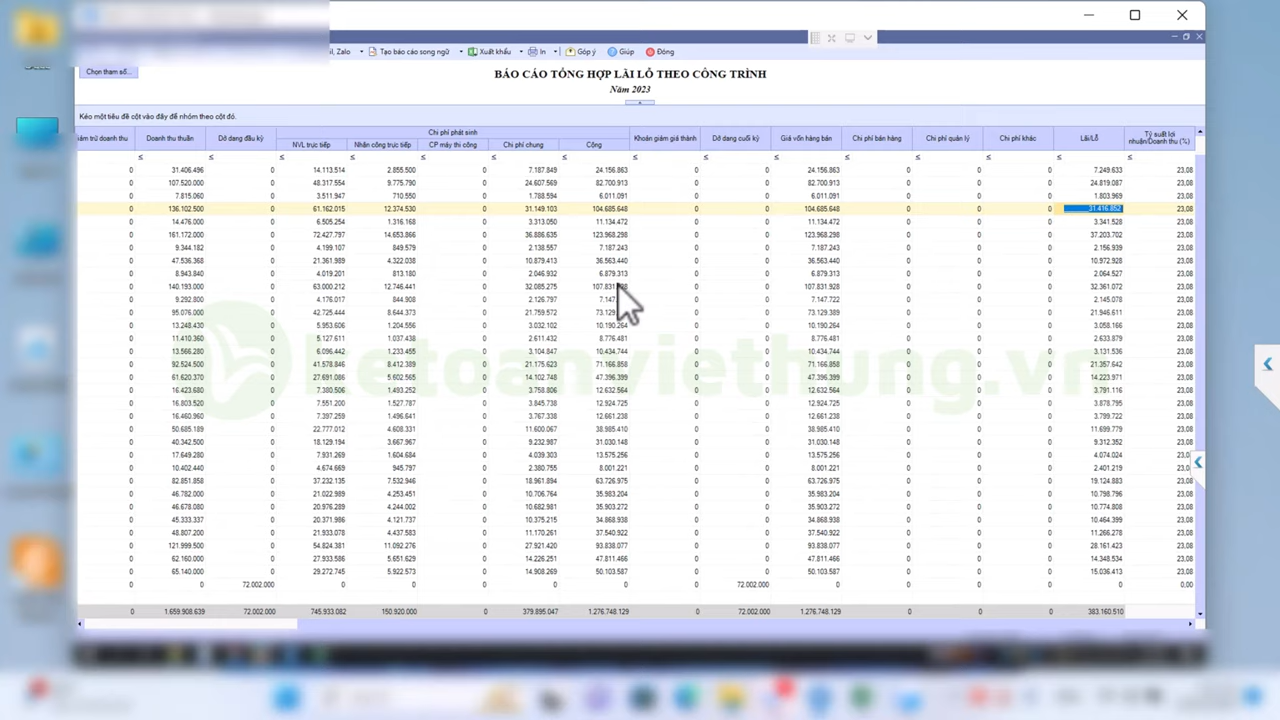 il, Zalo Tạo báo cáo song ngữ Xuất khẩu In Góp ý Giúp Đóng
Chọn tham số...
BÁO CÁO TỔNG HỢP LÃI LỖ THEO CÔNG TRÌNH
Năm 2023
Kéo một tiêu đề cột vào đây để nhóm theo cột đó.
iảm trừ doanh thu Doanh thu thuần Dở dang đầu kỳ Chi phí phát sinh Khoản giảm giá thành Dở dang cuối kỳ Giá vốn hàng bán Chi phí bán hàng Chi phí quản lý Chi phí khác Lãi/Lỗ Tỷ suất lợi nhuận/Doanh thu (%)
NVL trực tiếp Nhân công trực tiếp CP máy thi công Chi phí chung Cộng
≤ ≤ ≤ ≤ ≤ ≤ ≤ ≤ ≤ ≤ ≤ ≤ ≤ ≤ ≤ ≤
0 31.406.496 0 14.113.514 2.855.500 0 7.187.849 24.156.863 0 0 24.156.863 0 0 0 7.249.633 23,08
0 107.520.000 0 48.317.554 9.775.790 0 24.607.569 82.700.913 0 0 82.700.913 0 0 0 24.819.087 23,08
0 7.815.060 0 3.511.947 710.550 0 1.788.594 6.011.091 0 0 6.011.091 0 0 0 1.803.969 23,08
0 136.102.500 0 61.162.015 12.374.530 0 31.149.103 104.685.648 0 0 104.685.648 0 0 0 31.416.852 23,08
0 14.476.000 0 6.505.254 1.316.168 0 3.313.050 11.134.472 0 0 11.134.472 0 0 0 3.341.528 23,08
0 161.172.000 0 72.427.797 14.653.866 0 36.886.635 123.968.298 0 0 123.968.298 0 0 0 37.203.702 23,08
0 9.344.182 0 4.199.107 849.579 0 2.138.557 7.187.243 0 0 7.187.243 0 0 0 2.156.939 23,08
0 47.536.368 0 21.361.989 4.322.038 0 10.879.413 36.563.440 0 0 36.563.440 0 0 0 10.972.928 23,08
0 8.943.840 0 4.019.201 813.180 0 2.046.932 6.879.313 0 0 6.879.313 0 0 0 2.064.527 23,08
0 140.193.000 0 63.000.212 12.746.441 0 32.085.275 0 0 107.831.928 0 0 0 32.361.072 23,08
0 9.292.800 0 4.176.017 844.908 0 2.126.797 0 0 7.147.722 0 0 0 2.145.078 23,08
0 95.076.000 0 42.725.444 8.644.373 0 21.759.572 0 0 73.129.389 0 0 0 21.946.611 23,08
0 13.248.430 0 5.953.606 1.204.556 0 3.032.102 10.190.264 0 0 10.190.264 0 0 0 3.058.166 23,08
0 11.410.360 0 5.127.611 1.037.438 0 2.611.432 8.776.481 0 0 8.776.481 0 0 0 2.633.879 23,08
0 13.566.280 0 6.096.442 1.233.455 0 3.104.847 10.434.744 0 0 10.434.744 0 0 0 3.131.536 23,08
0 92.524.500 0 41.578.846 8.412.389 0 21.175.623 71.166.858 0 0 71.166.858 0 0 0 21.357.642 23,08
0 61.620.370 0 27.691.086 5.602.565 0 14.102.748 47.396.399 0 0 47.396.399 0 0 0 14.223.971 23,08
0 16.423.680 0 7.380.506 1.493.252 0 3.758.806 12.632.564 0 0 12.632.564 0 0 0 3.791.116 23,08
0 16.803.520 0 7.551.200 1.527.787 0 3.845.738 12.924.725 0 0 12.924.725 0 0 0 3.878.795 23,08
0 16.460.960 0 7.397.259 1.496.641 0 3.767.338 12.661.238 0 0 12.661.238 0 0 0 3.799.722 23,08
0 50.685.189 0 22.777.012 4.608.331 0 11.600.067 38.985.410 0 0 38.985.410 0 0 0 11.699.779 23,08
0 40.342.500 0 18.129.194 3.667.967 0 9.232.987 31.030.148 0 0 31.030.148 0 0 0 9.312.352 23,08
0 17.649.280 0 7.931.269 1.604.684 0 4.039.303 13.575.256 0 0 13.575.256 0 0 0 4.074.024 23,08
0 10.402.440 0 4.674.669 945.797 0 2.380.755 8.001.221 0 0 8.001.221 0 0 0 2.401.219 23,08
0 82.851.858 0 37.232.135 7.532.946 0 18.961.894 63.726.975 0 0 63.726.975 0 0 0 19.124.883 23,08
0 46.782.000 0 21.022.989 4.253.451 0 10.706.764 35.983.204 0 0 35.983.204 0 0 0 10.798.796 23,08
0 46.678.080 0 20.976.289 4.244.002 0 10.682.981 35.903.272 0 0 35.903.272 0 0 0 10.774.808 23,08
0 45.333.337 0 20.371.986 4.121.737 0 10.375.215 34.868.938 0 0 34.868.938 0 0 0 10.464.399 23,08
0 48.807.200 0 21.933.078 4.437.583 0 11.170.261 37.540.922 0 0 37.540.922 0 0 0 11.266.278 23,08
0 121.999.500 0 54.824.381 11.092.276 0 27.921.420 93.838.077 0 0 93.838.077 0 0 0 28.161.423 23,08
0 62.160.000 0 27.933.586 5.651.629 0 14.226.251 47.811.466 0 0 47.811.466 0 0 0 14.348.534 23,08
0 65.140.000 0 29.272.745 5.922.573 0 14.908.269 50.103.587 0 0 50.103.587 0 0 0 15.036.413 23,08
0 0 72.002.000 0 0 0 0 0 0 72.002.000 0 0 0 0 0 0,00
0 1.659.908.639 72.002.000 745.933.082 150.920.000 0 379.895.047 1.276.748.129 0 72.002.000 1.276.748.129 0 0 0 383.160.510
ketoanviethung.vn